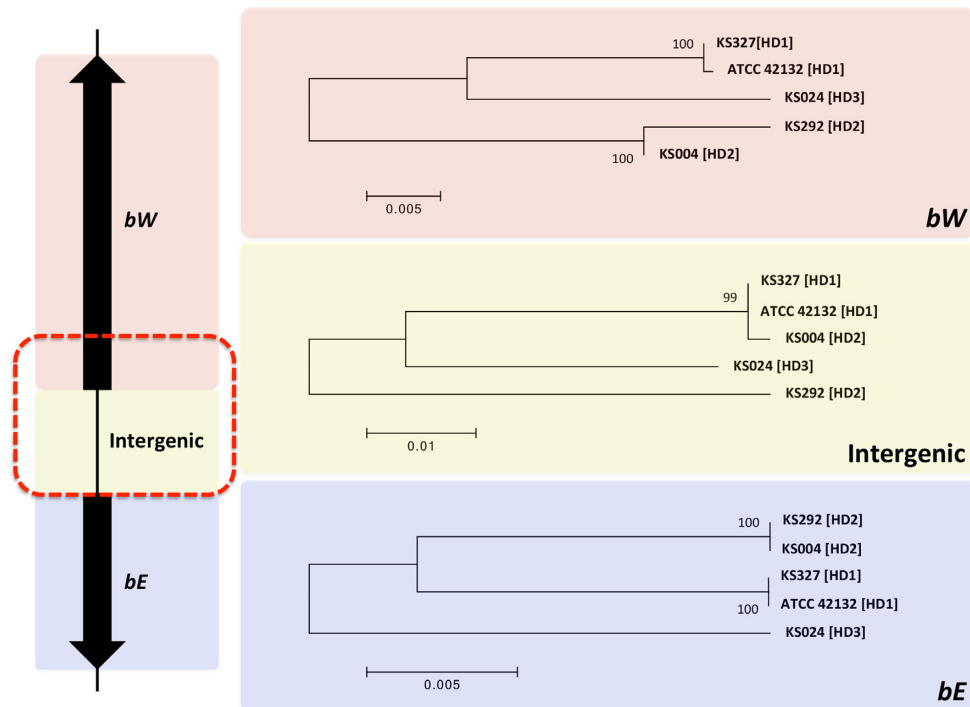 bW
Intergenic
bE
100
KS327[HD1]
ATCC 42132 [HD1]
KS024 [HD3]
KS292 [HD2]
100
KS004 [HD2]
0.005
bW
KS327 [HD1]
99
ATCC 42132 [HD1]
KS004 [HD2]
KS024 [HD3]
KS292 [HD2]
0.01
Intergenic
100
KS292 [HD2]
KS004 [HD2]
KS327 [HD1]
100
ATCC 42132 [HD1]
KS024 [HD3]
0.005
bE